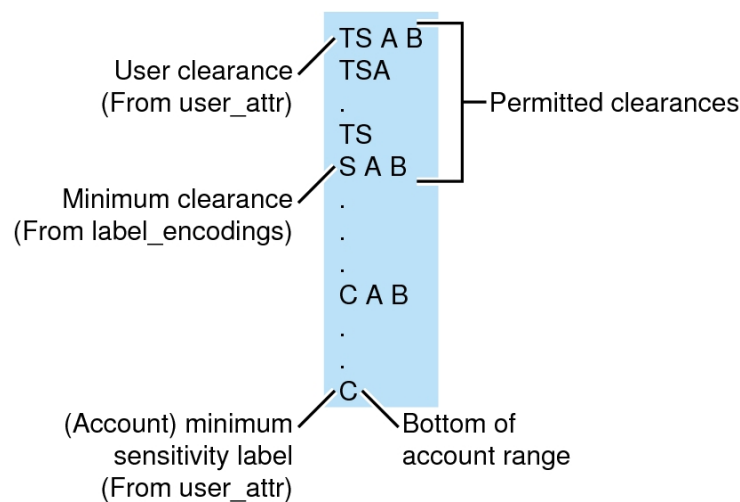 TS A B
User clearance
(From user_attr)
TSA
.
Permitted clearances
TS
S A B
Minimum clearance
(From label_encodings)
.
.
.
C A B
.
.
C
(Account) minimum
sensitivity label
(From user_attr)
Bottom of
account range